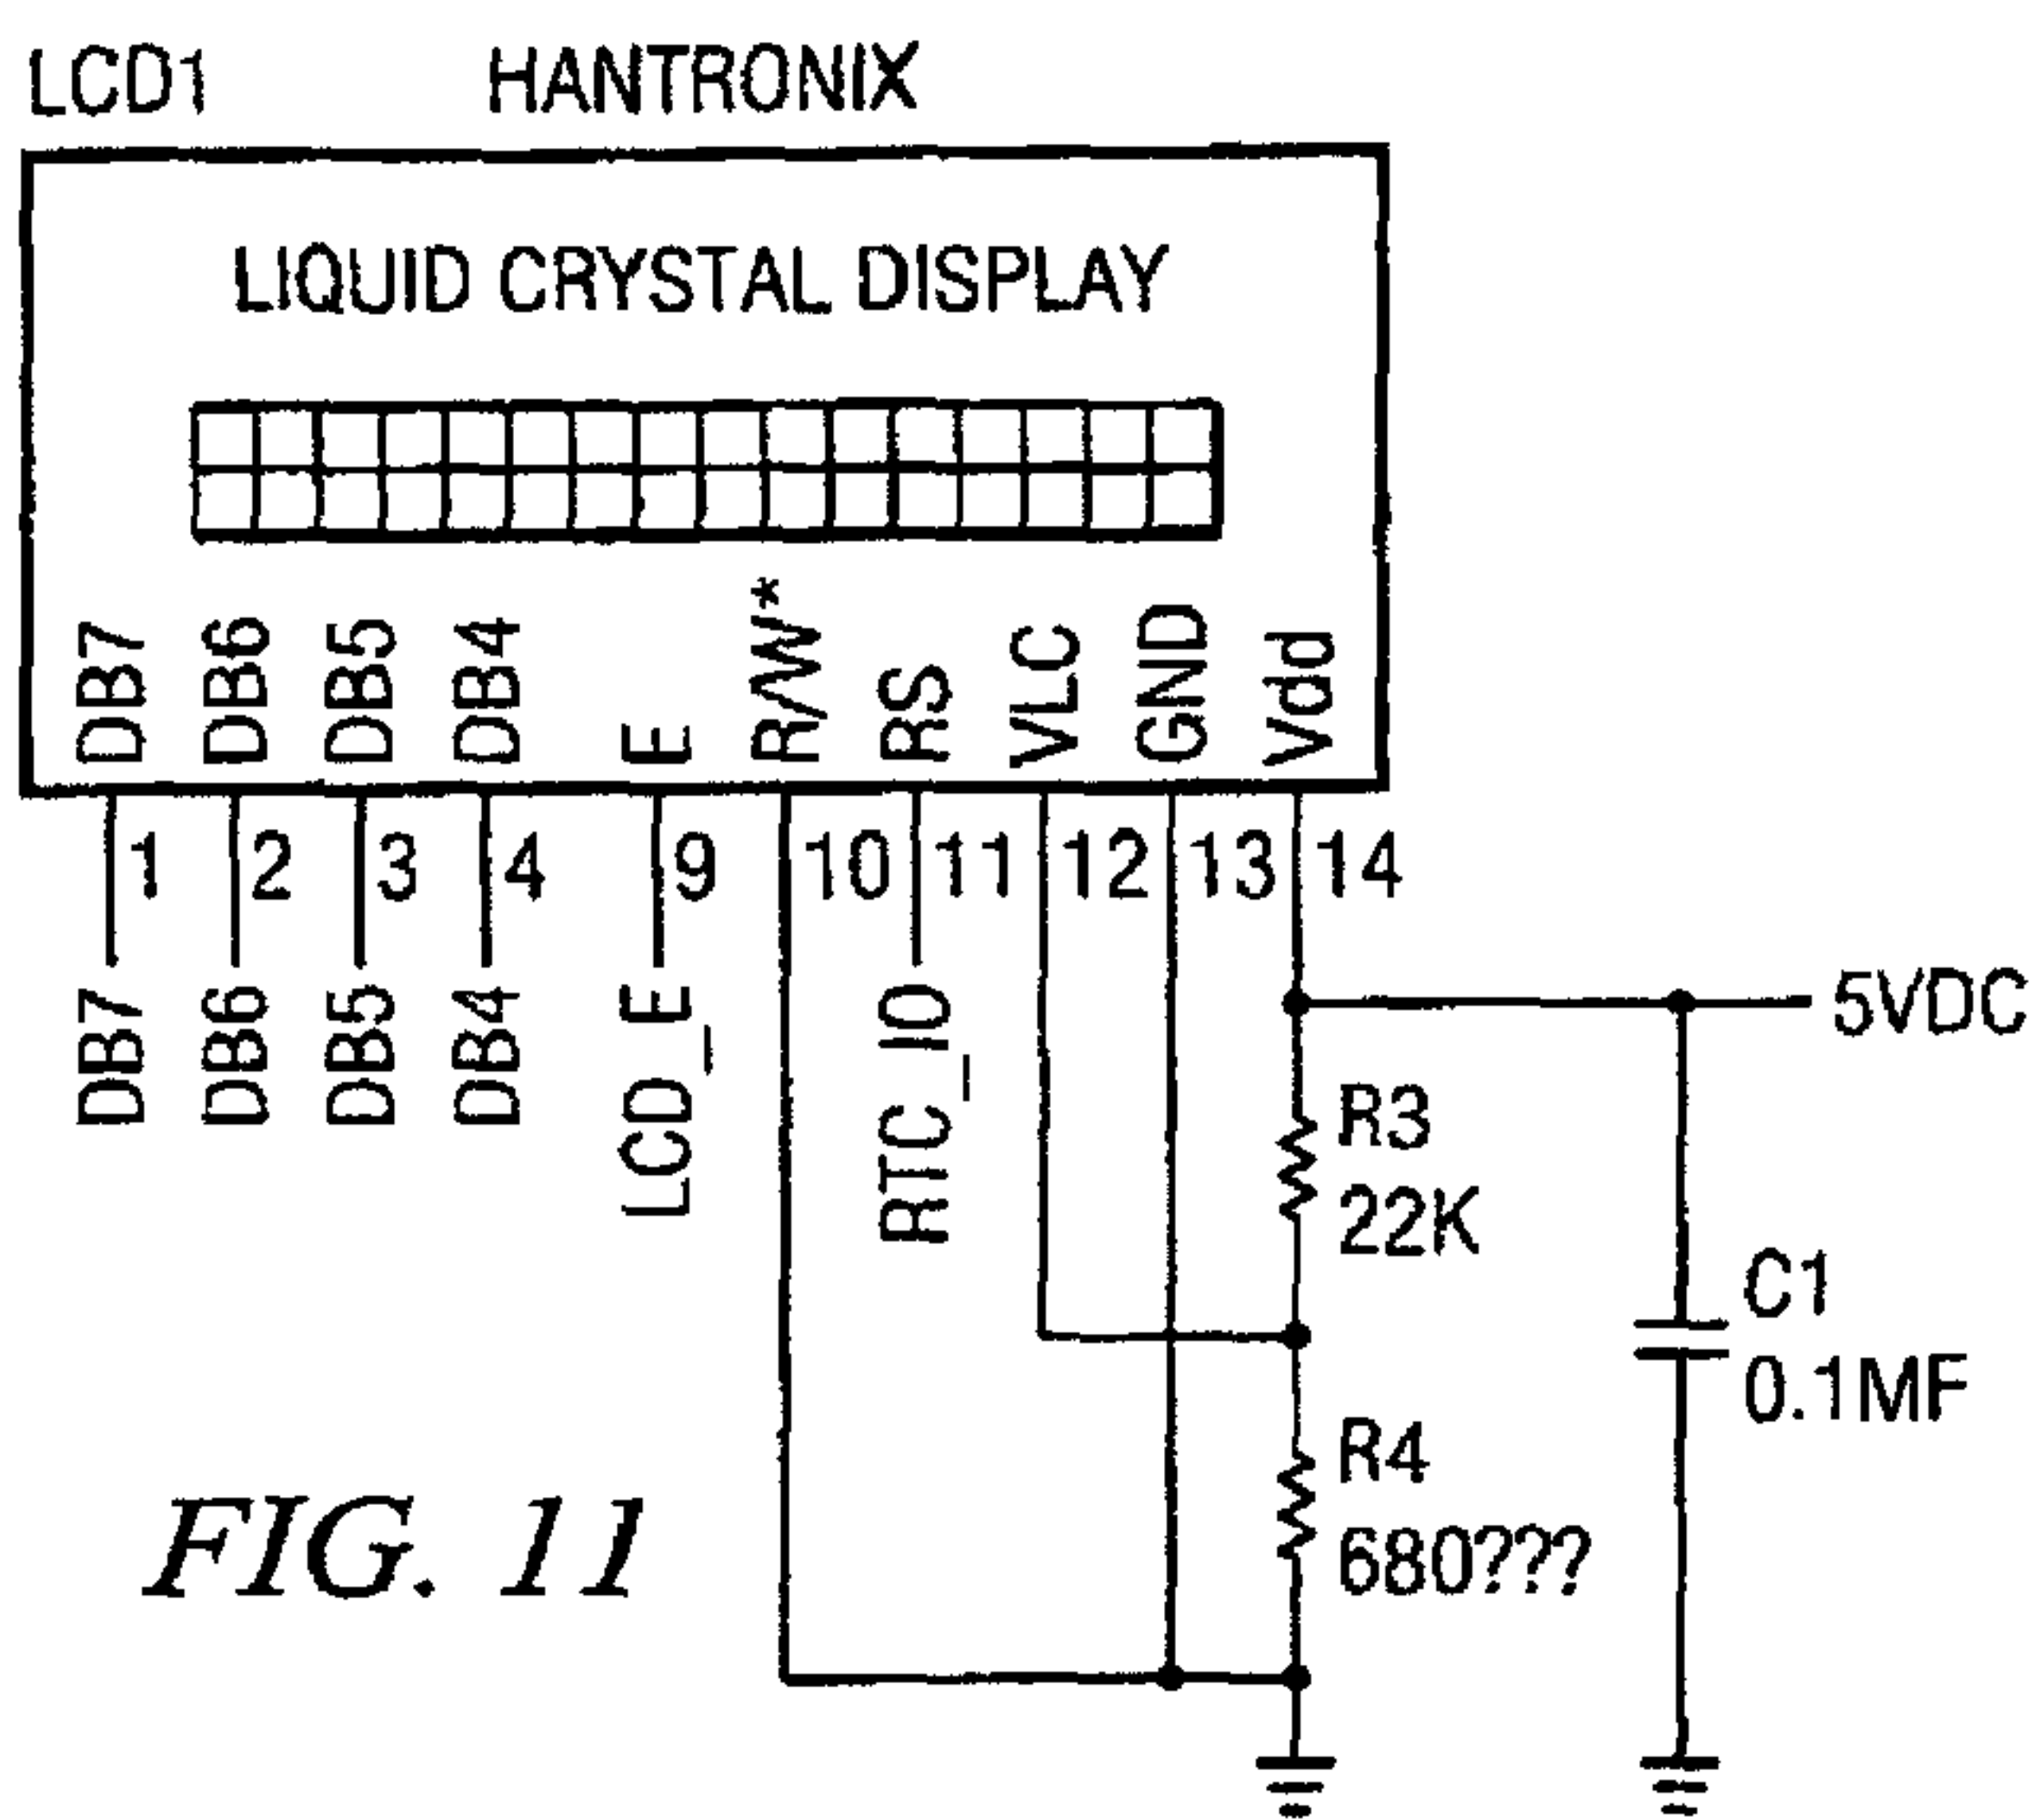 LCD1 HANTRONIX
LIQUID CRYSTAL DISPLAY
DB7 DB6 DB5 DB4 E R/W* RS VLC GND Vdd
1 2 3 4 9 10 11 12 13 14
DB7 DB6 DB5 DB4 LCD_E RTC_IO
5VDC
R3
22K
C1
0.1MF
R4
680???
FIG. 11